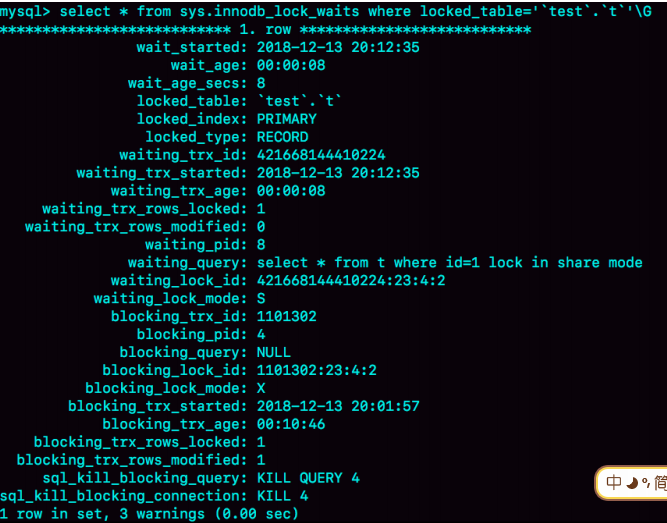 mysql> select * from sys.innodb_lock_waits where locked_table='`test`.`t`'\G
*************************** 1. row ***************************
wait_started: 2018-12-13 20:12:35
wait_age: 00:00:08
wait_age_secs: 8
locked_table: `test`.`t`
locked_index: PRIMARY
locked_type: RECORD
waiting_trx_id: 421668144410224
waiting_trx_started: 2018-12-13 20:12:35
waiting_trx_age: 00:00:08
waiting_trx_rows_locked: 1
waiting_trx_rows_modified: 0
waiting_pid: 8
waiting_query: select * from t where id=1 lock in share mode
waiting_lock_id: 421668144410224:23:4:2
waiting_lock_mode: S
blocking_trx_id: 1101302
blocking_pid: 4
blocking_query: NULL
blocking_lock_id: 1101302:23:4:2
blocking_lock_mode: X
blocking_trx_started: 2018-12-13 20:01:57
blocking_trx_age: 00:10:46
blocking_trx_rows_locked: 1
blocking_trx_rows_modified: 1
sql_kill_blocking_query: KILL QUERY 4
sql_kill_blocking_connection: KILL 4
1 row in set, 3 warnings (0.00 sec)
中 简